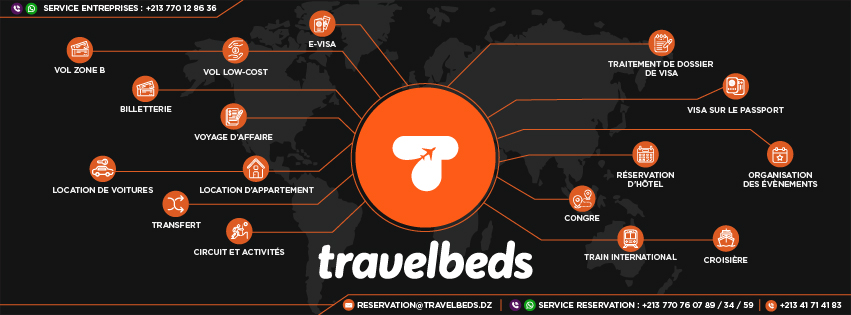 SERVICE ENTREPRISES : +213 770 12 86 36
E-VISA
VOL ZONE B
VOL LOW-COST
TRAITEMENT DE DOSSIER
DE VISA
BILLETTERIE
VISA SUR LE PASSPORT
VOYAGE D'AFFAIRE
LOCATION DE VOITURES
LOCATION D'APPARTEMENT
RÉSERVATION
D'HÔTEL
ORGANISATION
DES ÉVÈNEMENTS
TRANSFERT
CONGRE
CIRCUIT ET ACTIVITÉS
TRAIN INTERNATIONAL
CROISIÈRE
travelbeds
RESERVATION@TRAVELBEDS.DZ | SERVICE RESERVATION : +213 770 76 07 89 / 34 / 59 | +213 41 71 41 83